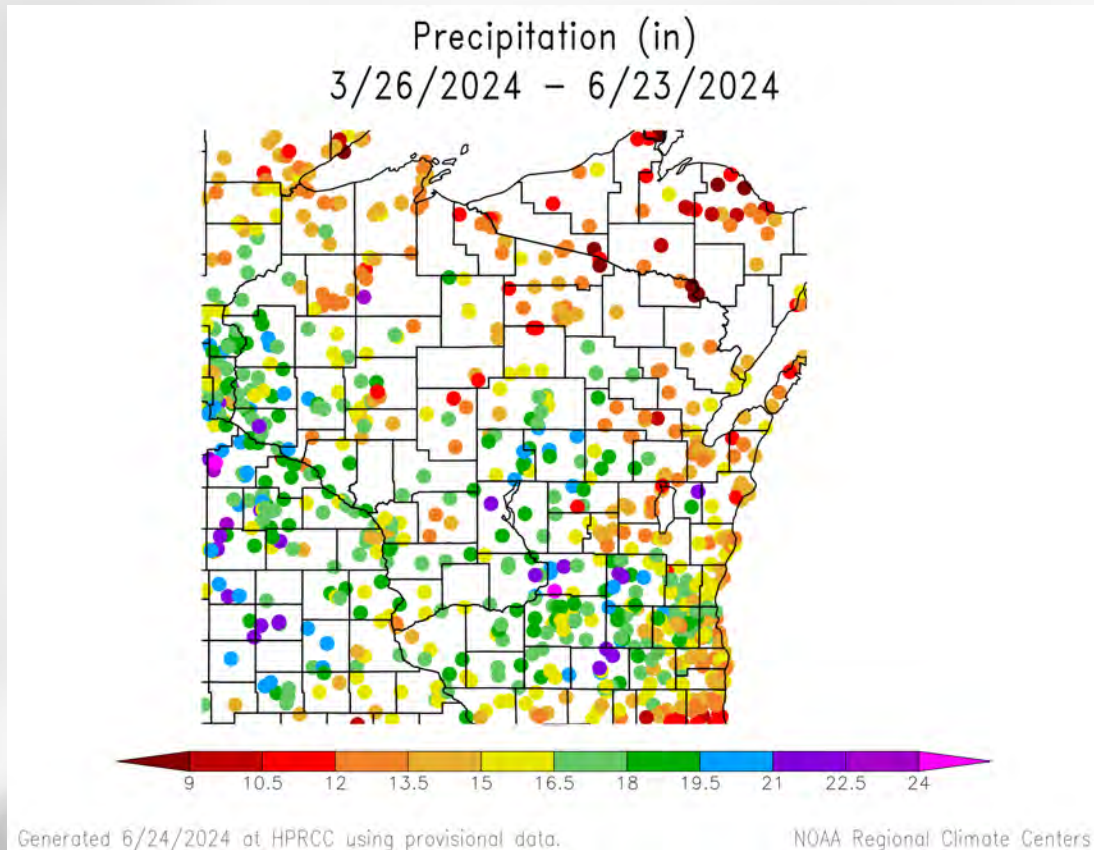 Precipitation (in)
3/26/2024 – 6/23/2024
9 10.5 12 13.5 15 16.5 18 19.5 21 22.5 24
Generated 6/24/2024 at HPRCC using provisional data.
NOAA Regional Climate Centers